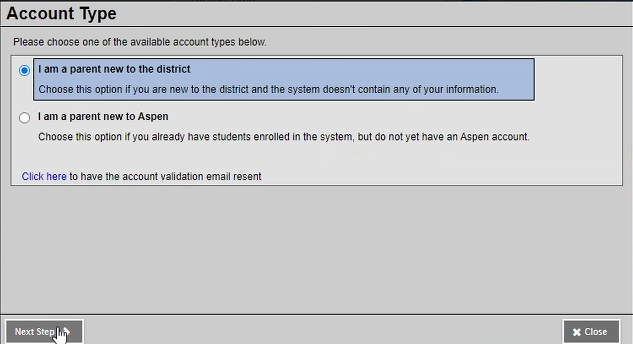 Account Type
Please choose one of the available account types below.
I am a parent new to the district
Choose this option if you are new to the district and the system doesn't contain any of your information.
I am a parent new to Aspen
Choose this option if you already have students enrolled in the system, but do not yet have an Aspen account.
Click here to have the account validation email resent
Next Step
Close